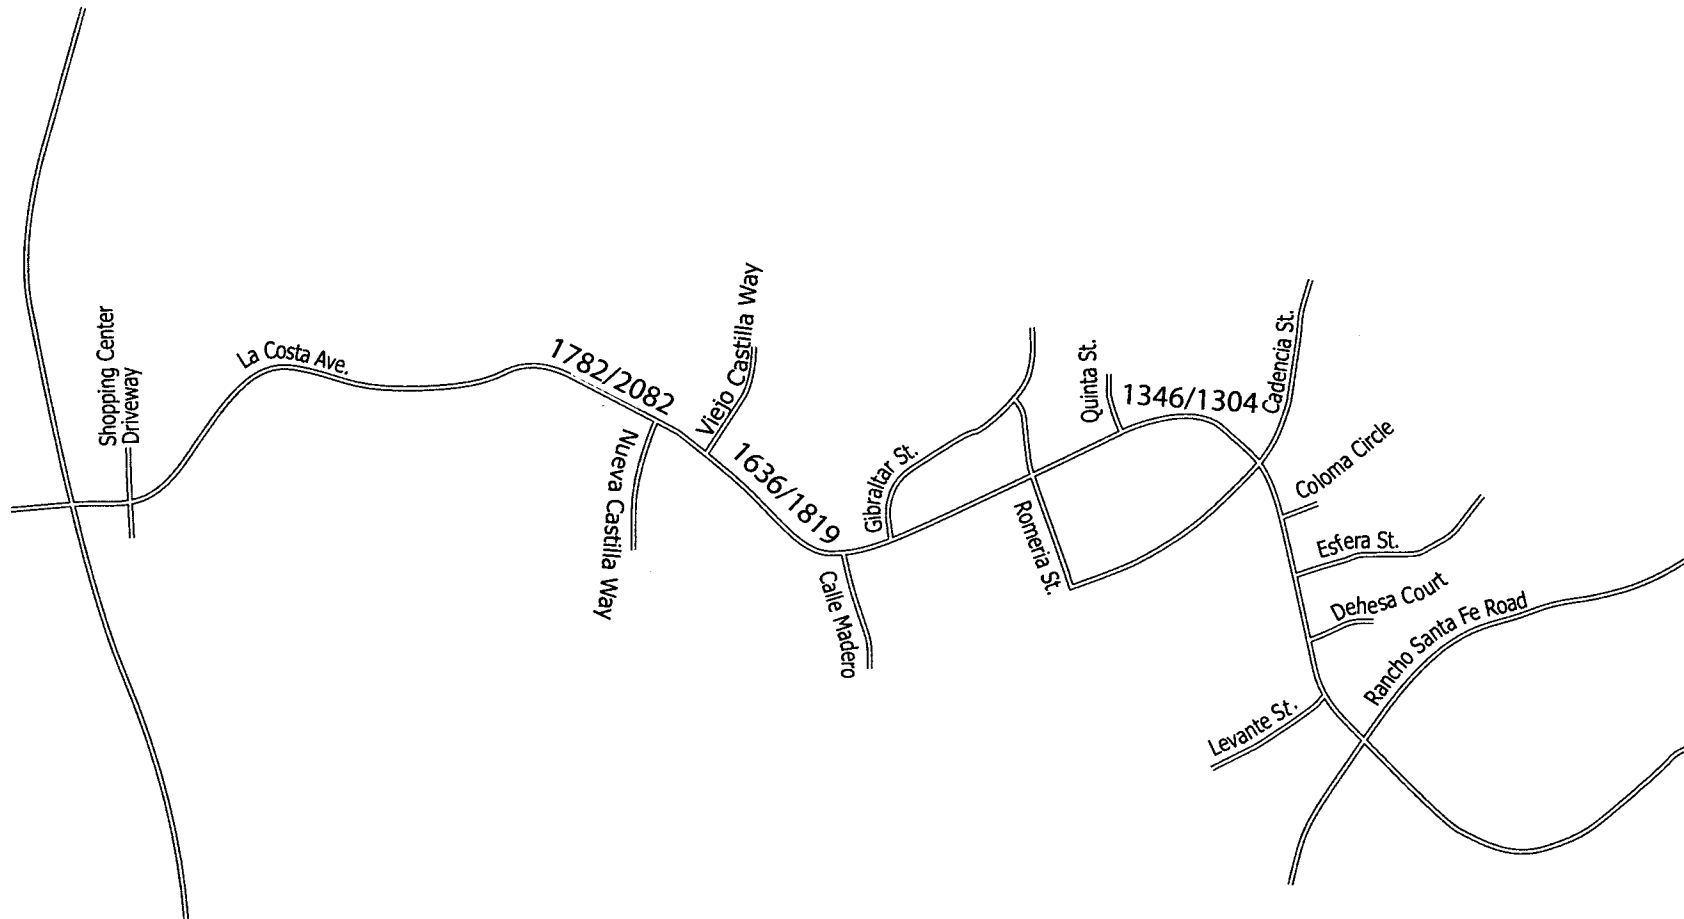 Shopping Center
Driveway
La Costa Ave.
1782/2082
Nueva Castilla Way
Viejo Castilla Way
1636/1819
Calle Madero
Gibraltar St.
Romeria St.
Quinta St.
1346/1304
Cadencia St.
Coloma Circle
Esfera St.
Dehesa Court
Rancho Santa Fe Road
Levante St.